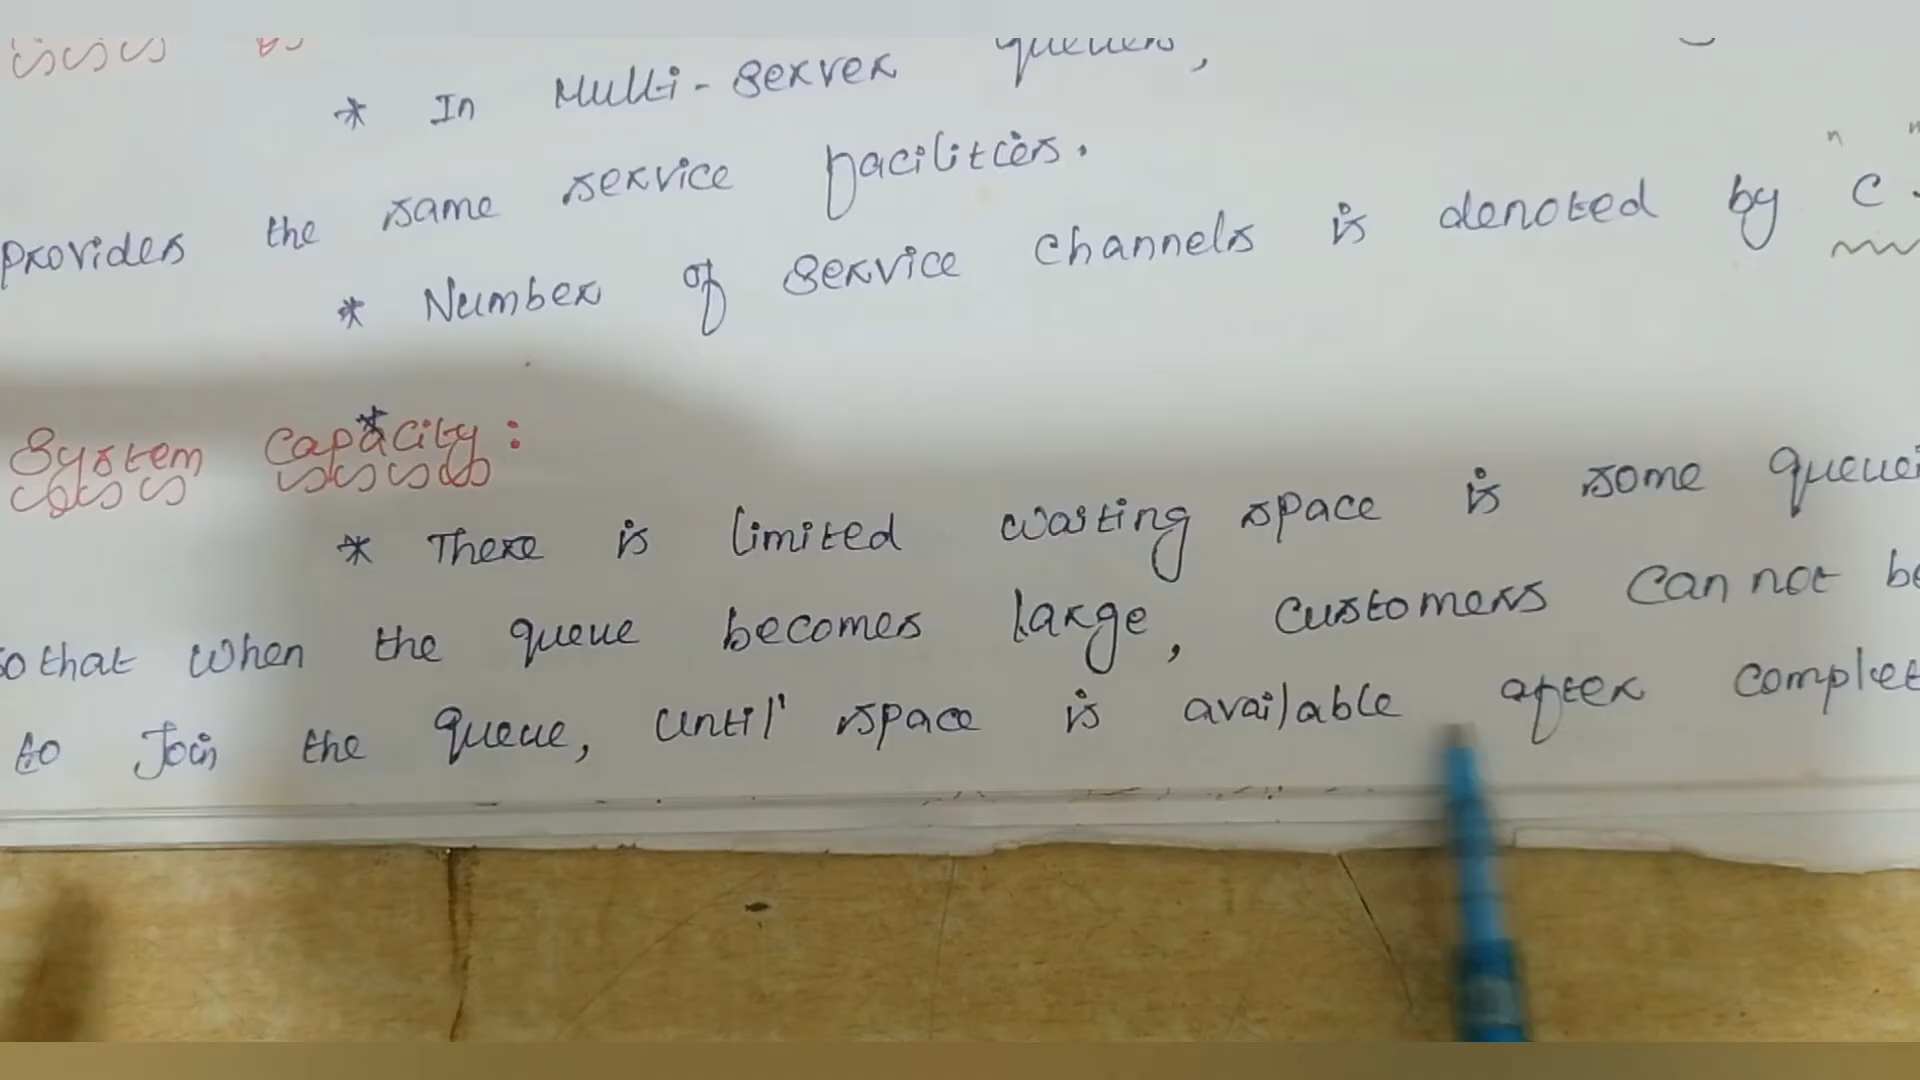 * In Multi-server queues,
provides the same service facilities.
* Number of service channels is denoted by "C
System Capacity:
* There is limited waiting space is some
so that when the queue becomes large, customers can not be
to Join the queue, until space is available after